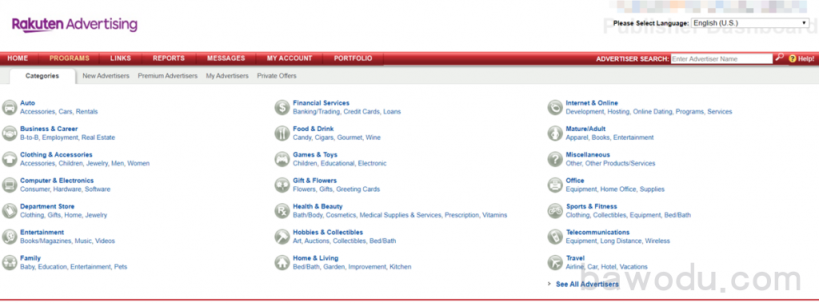 Rakuten Advertising
Publisher Dashboard
Please Select Language: English (U.S.)
HOME PROGRAMS LINKS REPORTS MESSAGES MY ACCOUNT PORTFOLIO ADVERTISER SEARCH: Enter Advertiser Name Help!
Categories New Advertisers Premium Advertisers My Advertisers Private Offers
Auto
Accessories, Cars, Rentals
Business & Career
B-to-B, Employment, Real Estate
Clothing & Accessories
Accessories, Children, Jewelry, Men, Women
Computer & Electronics
Consumer, Hardware, Software
Department Store
Clothing, Gifts, Home, Jewelry
Entertainment
Books/Magazines, Music, Videos
Family
Baby, Education, Entertainment, Pets
Financial Services
Banking/Trading, Credit Cards, Loans
Food & Drink
Candy, Cigars, Gourmet, Wine
Games & Toys
Children, Educational, Electronic
Gift & Flowers
Flowers, Gifts, Greeting Cards
Health & Beauty
Bath/Body, Cosmetics, Medical Supplies & Services, Prescription, Vitamins
Hobbies & Collectibles
Art, Auctions, Collectibles, Bed/Bath
Home & Living
Bed/Bath, Garden, Improvement, Kitchen
Internet & Online
Development, Hosting, Online Dating, Programs, Services
Mature/Adult
Apparel, Books, Entertainment
Miscellaneous
Other, Other Products/Services
Office
Equipment, Home Office, Supplies
Sports & Fitness
Clothing, Collectibles, Equipment, Bed/Bath
Telecommunications
Equipment, Long Distance, Wireless
Travel
Airline, Car, Hotel, Vacations
See All Advertisers
bawodu.com